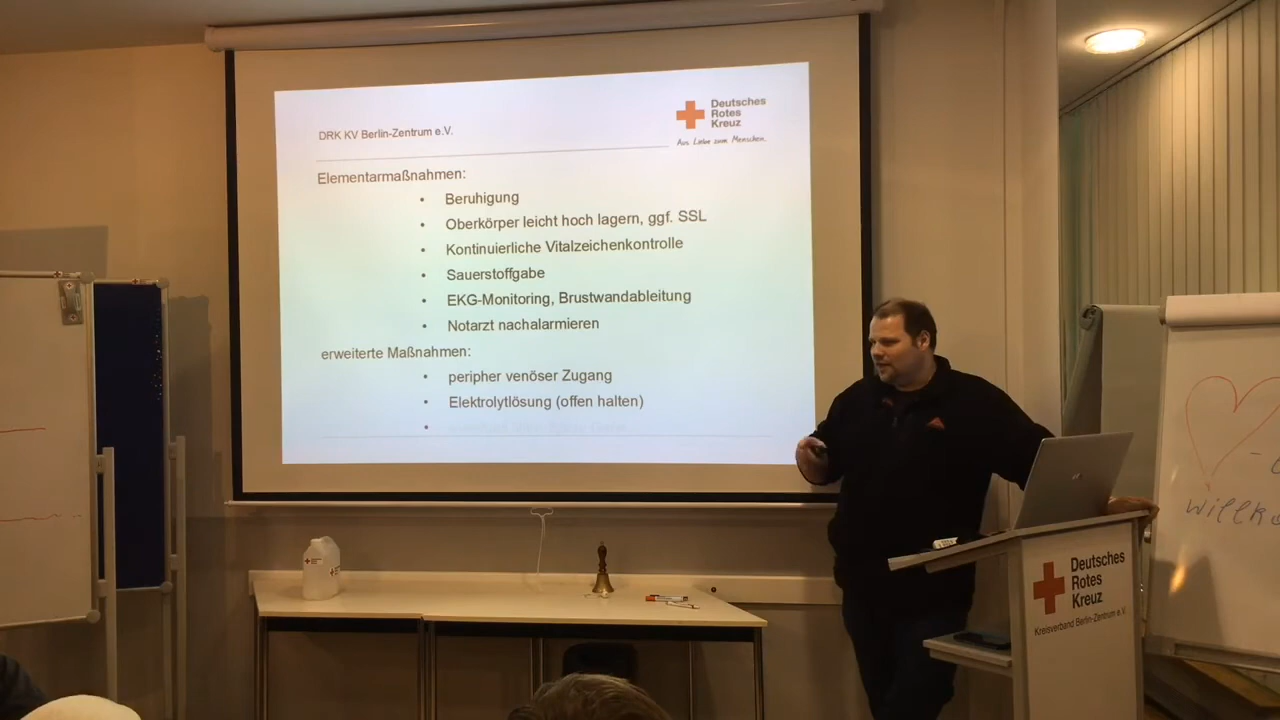 DRK KV Berlin-Zentrum e.V.
Deutsches
Rotes
Kreuz
Aus Liebe zum Menschen.
Elementarmaßnahmen:
• Beruhigung
• Oberkörper leicht hoch lagern, ggf. SSL
• Kontinuierliche Vitalzeichenkontrolle
• Sauerstoffgabe
• EKG-Monitoring, Brustwandableitung
• Notarzt nachalarmieren
erweiterte Maßnahmen:
• peripher venöser Zugang
• Elektrolytlösung (offen halten)
•
Deutsches
Rotes
Kreuz
Kreisverband Berlin-Zentrum e.V.